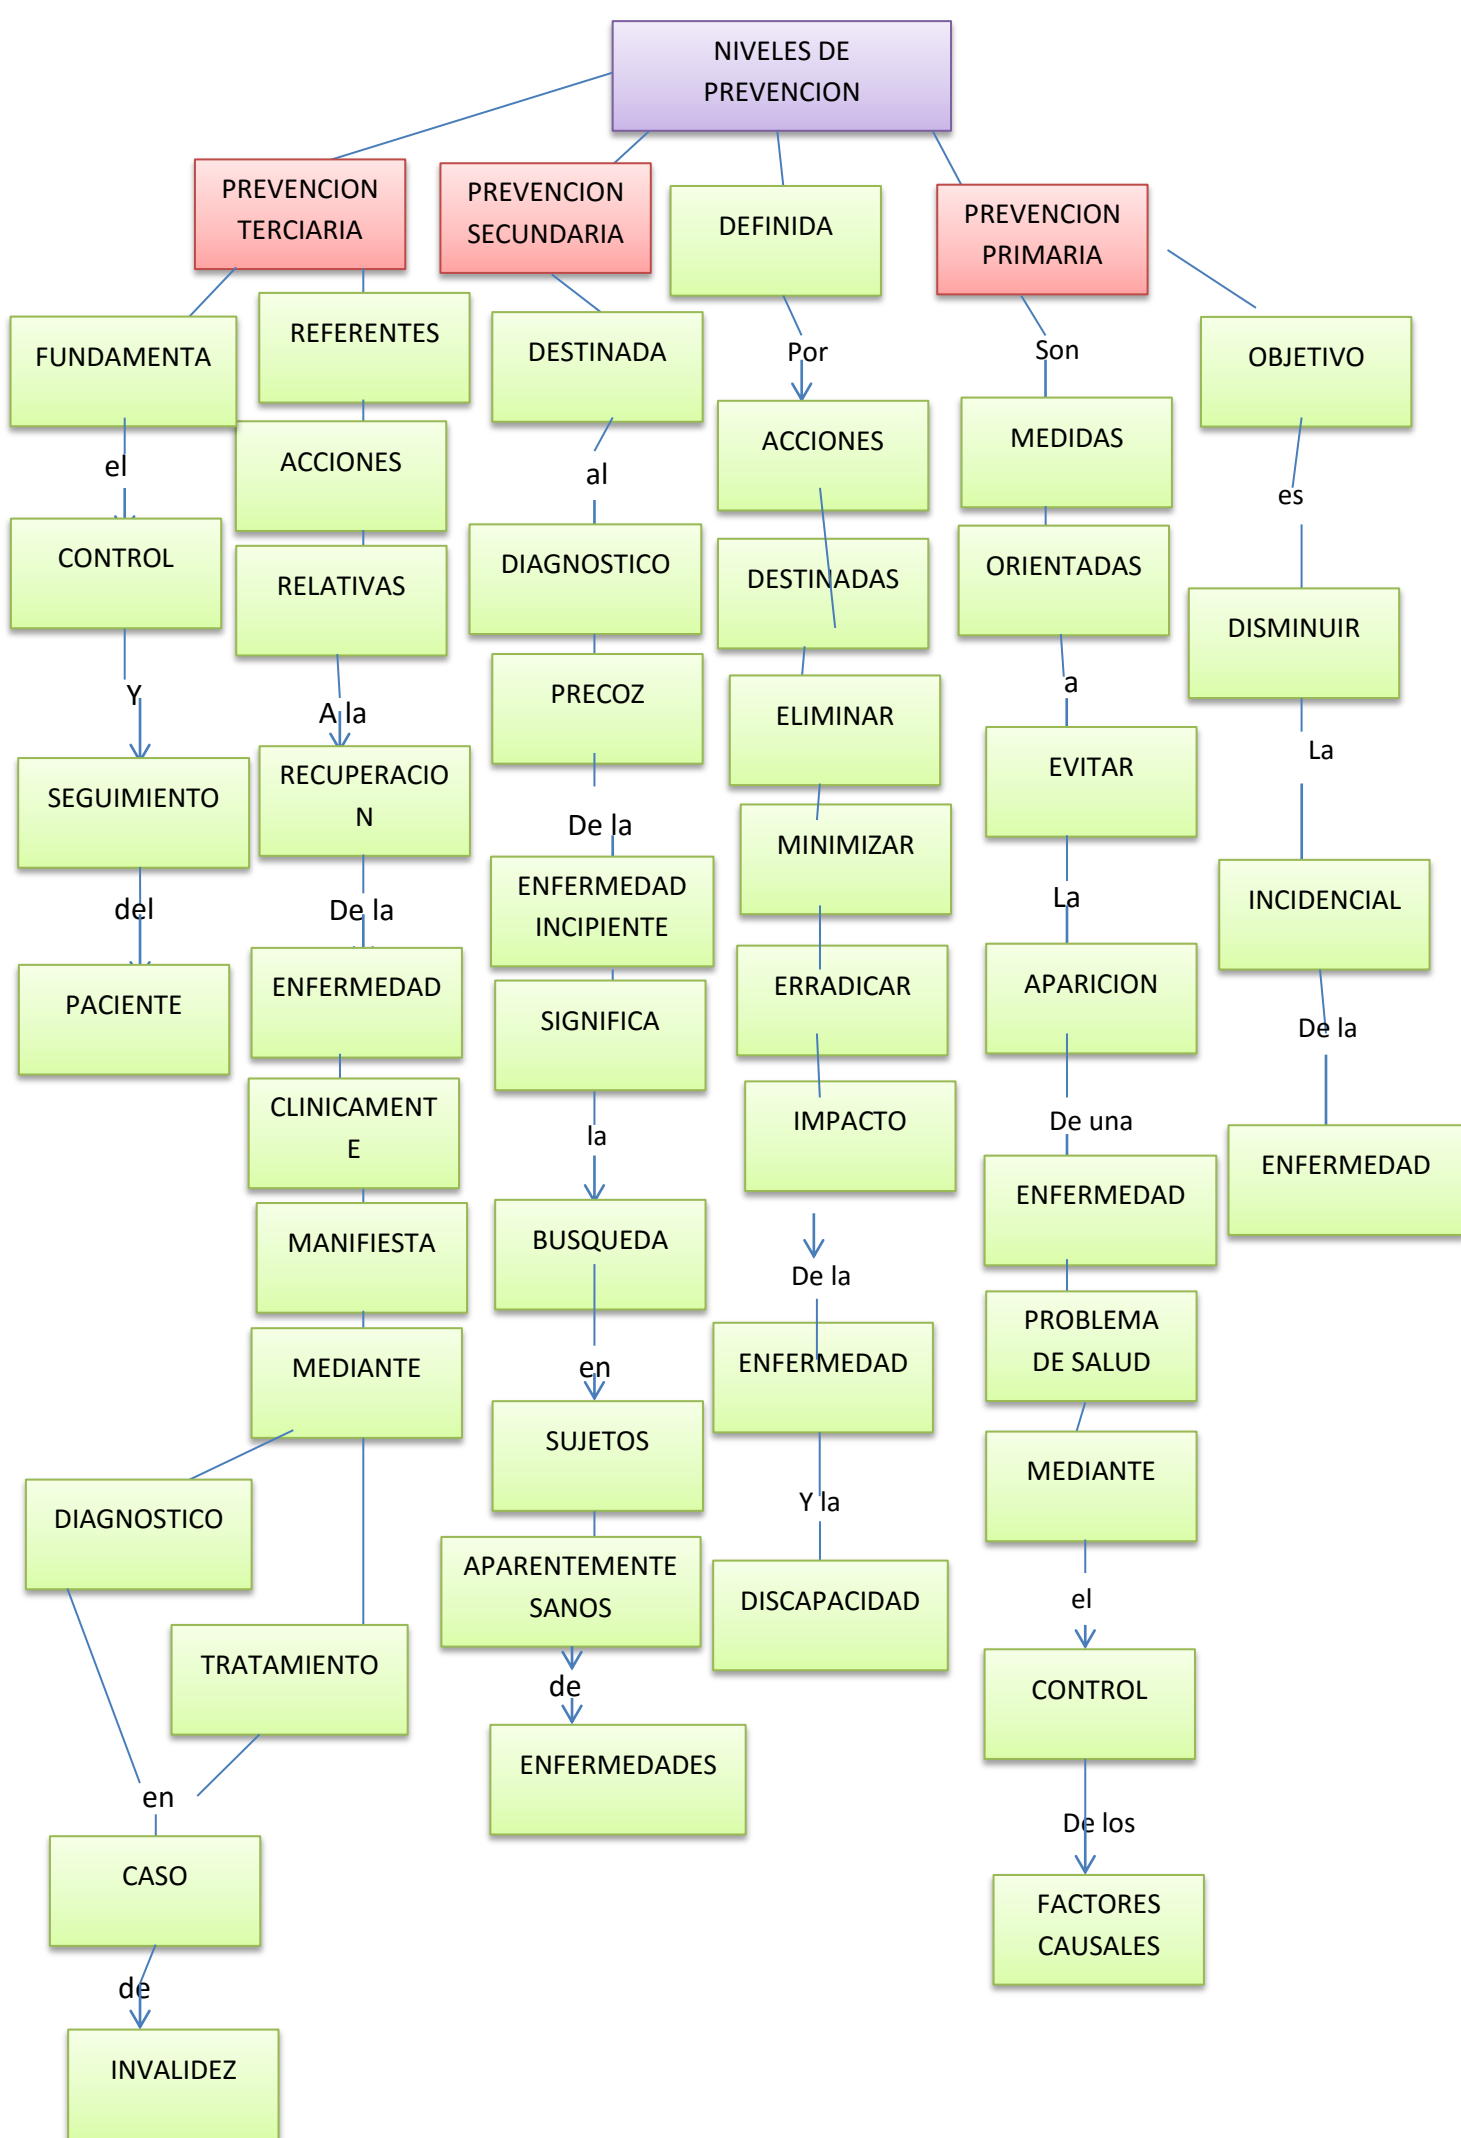 NIVELES DE
PREVENCION
PREVENCION
TERCIARIA
FUNDAMENTA
el
CONTROL
Y
SEGUIMIENTO
del
PACIENTE
REFERENTES
ACCIONES
RELATIVAS
A la
RECUPERACIO
N
De la
ENFERMEDAD
CLINICAMENT
E
MANIFIESTA
MEDIANTE
DIAGNOSTICO
TRATAMIENTO
en
CASO
de
INVALIDEZ
PREVENCION
SECUNDARIA
DESTINADA
al
DIAGNOSTICO
PRECOZ
De la
ENFERMEDAD
INCIPIENTE
SIGNIFICA
la
BUSQUEDA
en
SUJETOS
APARENTEMENTE
SANOS
de
ENFERMEDADES
DEFINIDA
Por
ACCIONES
DESTINADAS
ELIMINAR
MINIMIZAR
ERRADICAR
IMPACTO
De la
ENFERMEDAD
Y la
DISCAPACIDAD
PREVENCION
PRIMARIA
Son
MEDIDAS
ORIENTADAS
a
EVITAR
La
APARICION
De una
ENFERMEDAD
PROBLEMA
DE SALUD
MEDIANTE
el
CONTROL
De los
FACTORES
CAUSALES
OBJETIVO
es
DISMINUIR
La
INCIDENCIAL
De la
ENFERMEDAD